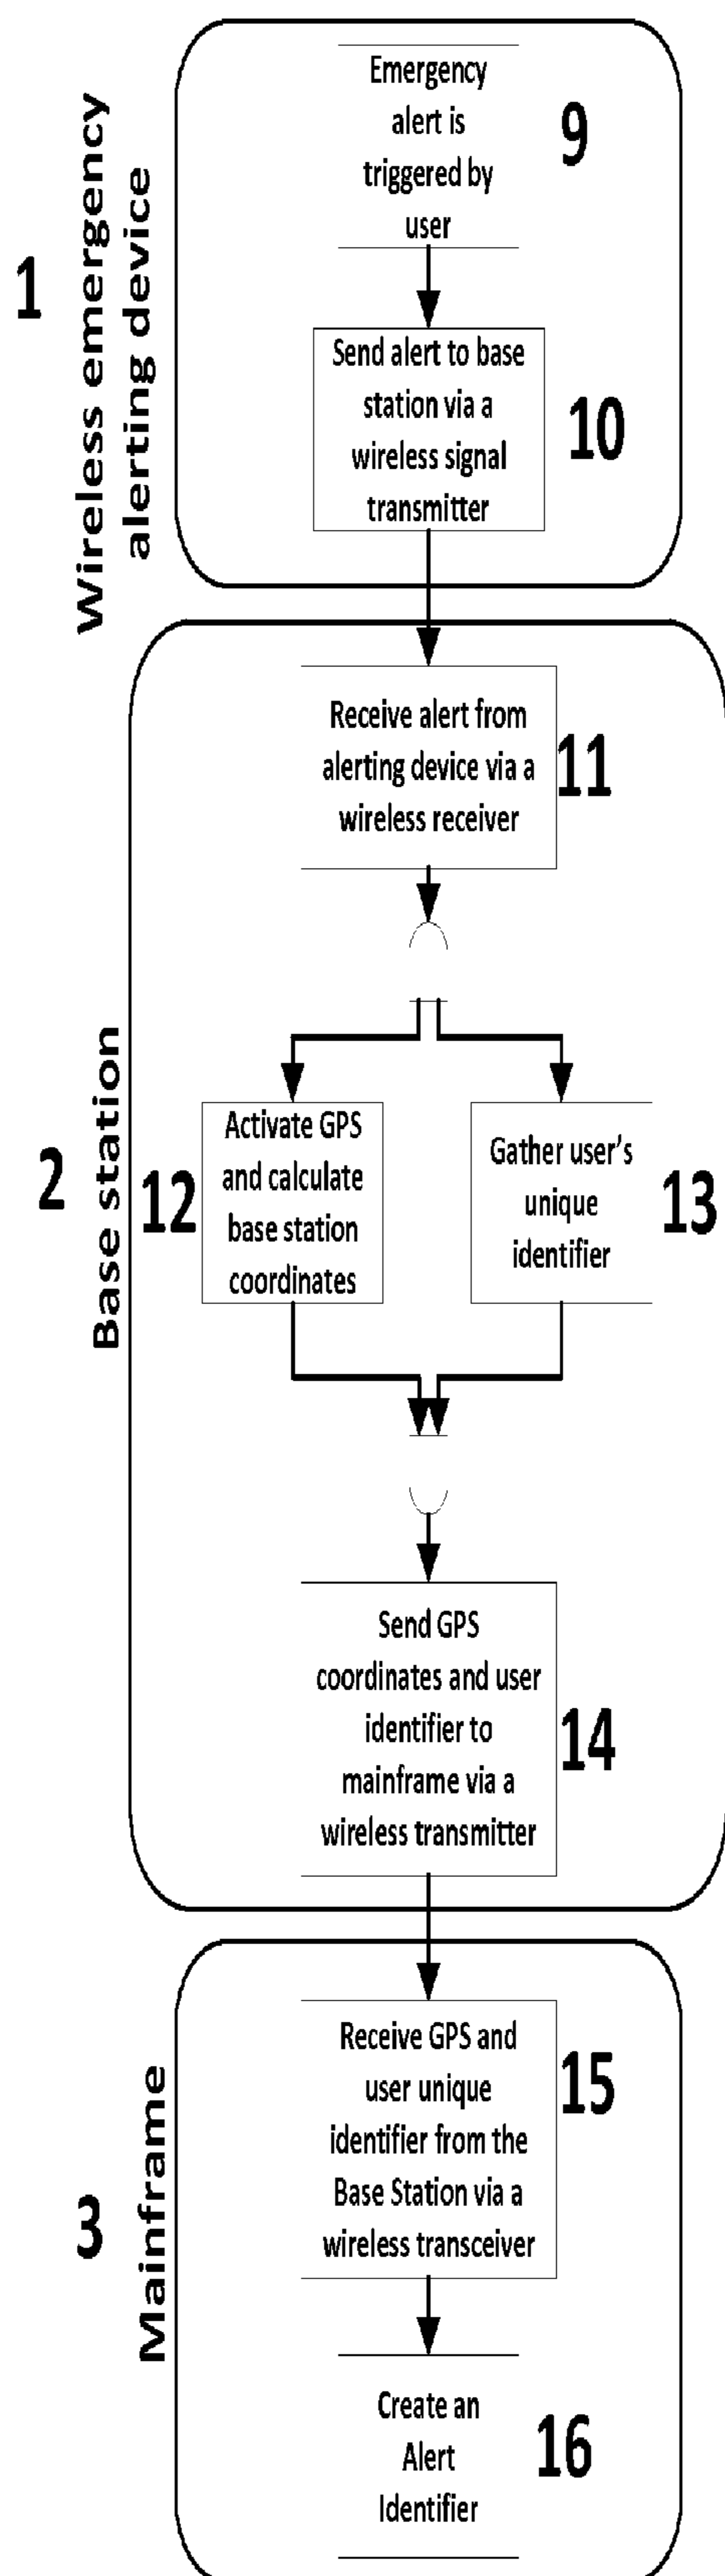 1
Wireless emergency
alerting device
Emergency
alert is
triggered by
user
9
Send alert to base
station via a
wireless signal
transmitter
10
2
Base station
Receive alert from
alerting device via a
wireless receiver
11
12
Activate GPS
and calculate
base station
coordinates
Gather user's
unique
identifier
13
Send GPS
coordinates and user
identifier to
mainframe via a
wireless transmitter
14
3
Mainframe
Receive GPS and
user unique
identifier from the
Base Station via a
wireless transceiver
15
Create an
Alert
Identifier
16